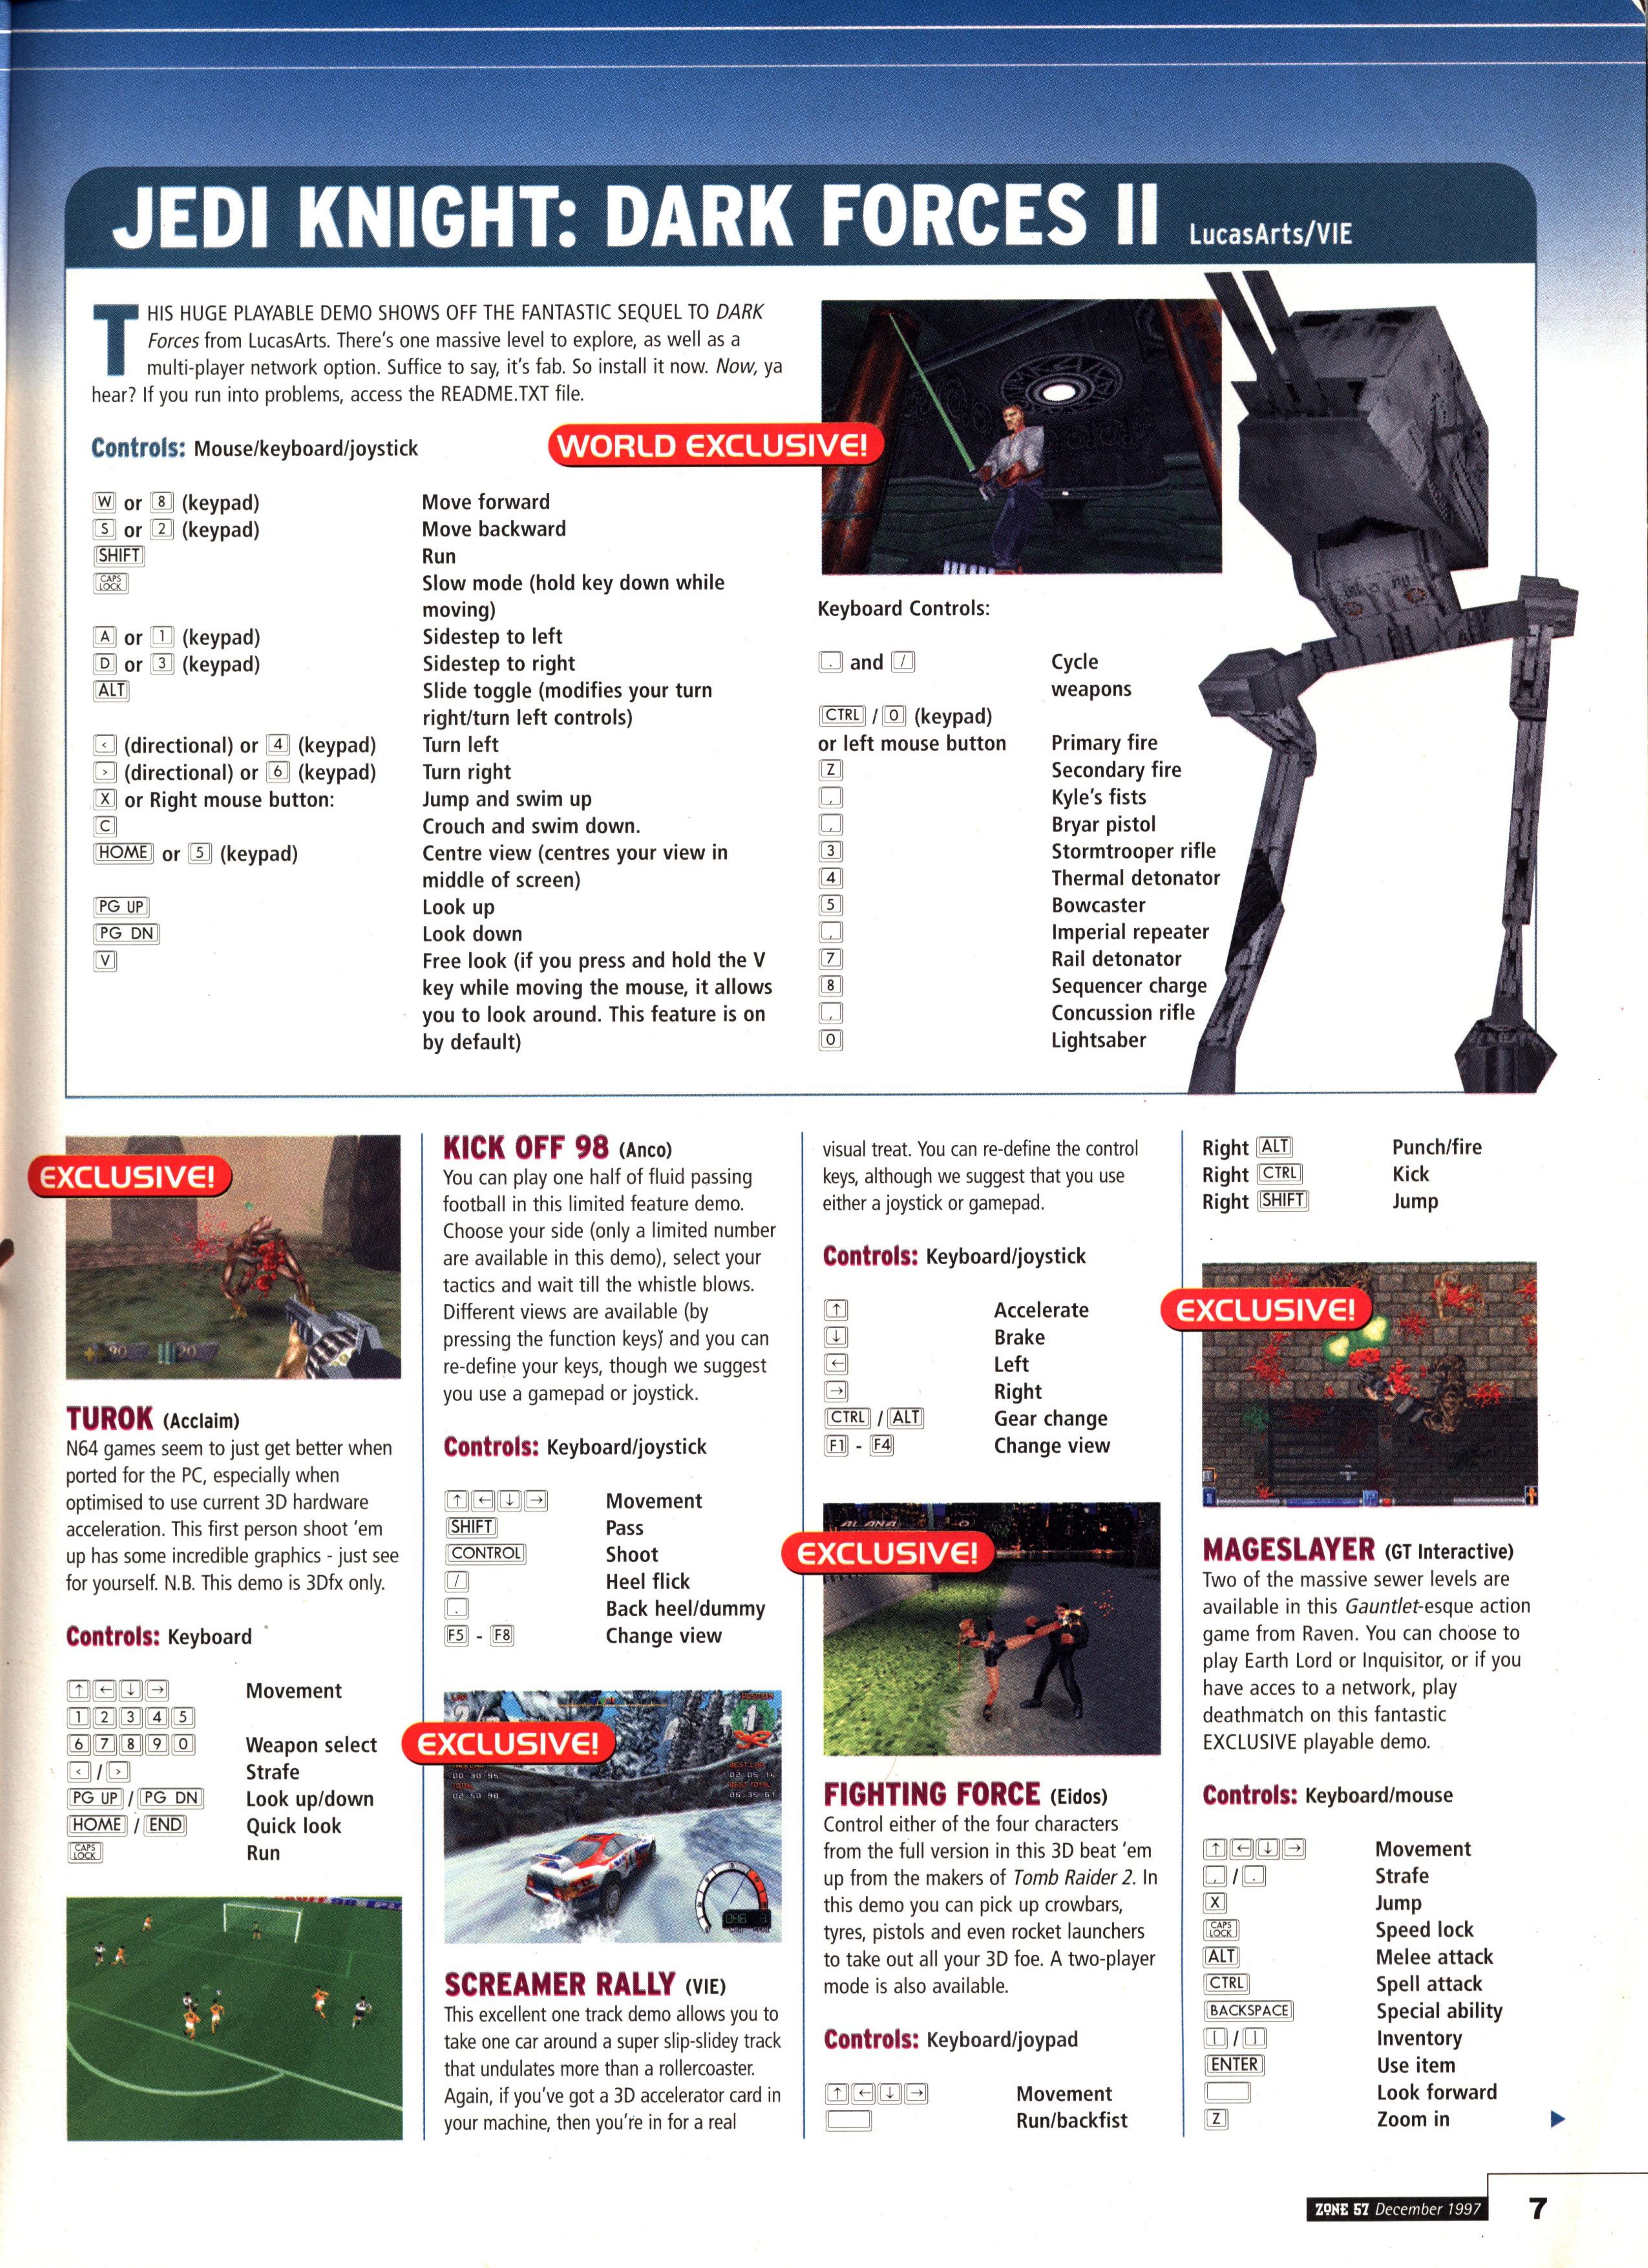 JEDI KNIGHT: DARK FORCES II LucasArts/VIE
THIS HUGE PLAYABLE DEMO SHOWS OFF THE FANTASTIC SEQUEL TO DARK
Forces from LucasArts. There's one massive level to explore, as well as a
multi-player network option. Suffice to say, it's fab. So install it now. Now, ya
hear? If you run into problems, access the README.TXT file.
Controls: Mouse/keyboard/joystick
WORLD EXCLUSIVE!
W or 8 (keypad) Move forward
S or 2 (keypad) Move backward
SHIFT Run
CAPS LOCK Slow mode (hold key down while
moving)
A or 1 (keypad) Sidestep to left
D or 3 (keypad) Sidestep to right
ALT Slide toggle (modifies your turn
right/turn left controls)
< (directional) or 4 (keypad) Turn left
> (directional) or 6 (keypad) Turn right
X or Right mouse button: Jump and swim up
C Crouch and swim down.
HOME or 5 (keypad) Centre view (centres your view in
middle of screen)
PG UP Look up
PG DN Look down
V Free look (if you press and hold the V
key while moving the mouse, it allows
you to look around. This feature is on
by default)
Keyboard Controls:
. and / Cycle
weapons
CTRL / 0 (keypad)
or left mouse button Primary fire
Z Secondary fire
, Kyle's fists
, Bryar pistol
3 Stormtrooper rifle
4 Thermal detonator
5 Bowcaster
, Imperial repeater
7 Rail detonator
8 Sequencer charge
, Concussion rifle
0 Lightsaber
EXCLUSIVE!
90 120
TUROK (Acclaim)
N64 games seem to just get better when
ported for the PC, especially when
optimised to use current 3D hardware
acceleration. This first person shoot 'em
up has some incredible graphics - just see
for yourself. N.B. This demo is 3Dfx only.
Controls: Keyboard
↑ ← ↓ → Movement
1 2 3 4 5
6 7 8 9 0 Weapon select
< / > Strafe
PG UP / PG DN Look up/down
HOME / END Quick look
CAPS LOCK Run
KICK OFF 98 (Anco)
You can play one half of fluid passing
football in this limited feature demo.
Choose your side (only a limited number
are available in this demo), select your
tactics and wait till the whistle blows.
Different views are available (by
pressing the function keys) and you can
re-define your keys, though we suggest
you use a gamepad or joystick.
Controls: Keyboard/joystick
↑ ← ↓ → Movement
SHIFT Pass
CONTROL Shoot
/ Heel flick
. Back heel/dummy
F5 - F8 Change view
EXCLUSIVE!
SCREAMER RALLY (VIE)
This excellent one track demo allows you to
take one car around a super slip-slidey track
that undulates more than a rollercoaster.
Again, if you've got a 3D accelerator card in
your machine, then you're in for a real
visual treat. You can re-define the control
keys, although we suggest that you use
either a joystick or gamepad.
Controls: Keyboard/joystick
↑ Accelerate
↓ Brake
← Left
→ Right
CTRL / ALT Gear change
F1 - F4 Change view
EXCLUSIVE!
FIGHTING FORCE (Eidos)
Control either of the four characters
from the full version in this 3D beat 'em
up from the makers of Tomb Raider 2. In
this demo you can pick up crowbars,
tyres, pistols and even rocket launchers
to take out all your 3D foe. A two-player
mode is also available.
Controls: Keyboard/joypad
↑ ← ↓ → Movement
Run/backfist
Right ALT Punch/fire
Right CTRL Kick
Right SHIFT Jump
EXCLUSIVE!
MAGESLAYER (GT Interactive)
Two of the massive sewer levels are
available in this Gauntlet-esque action
game from Raven. You can choose to
play Earth Lord or Inquisitor, or if you
have acces to a network, play
deathmatch on this fantastic
EXCLUSIVE playable demo.
Controls: Keyboard/mouse
↑ ← ↓ → Movement
, / . Strafe
X Jump
CAPS LOCK Speed lock
ALT Melee attack
CTRL Spell attack
BACKSPACE Special ability
[ / ] Inventory
ENTER Use item
Look forward
Z Zoom in
ZONE 57 December 1997 7